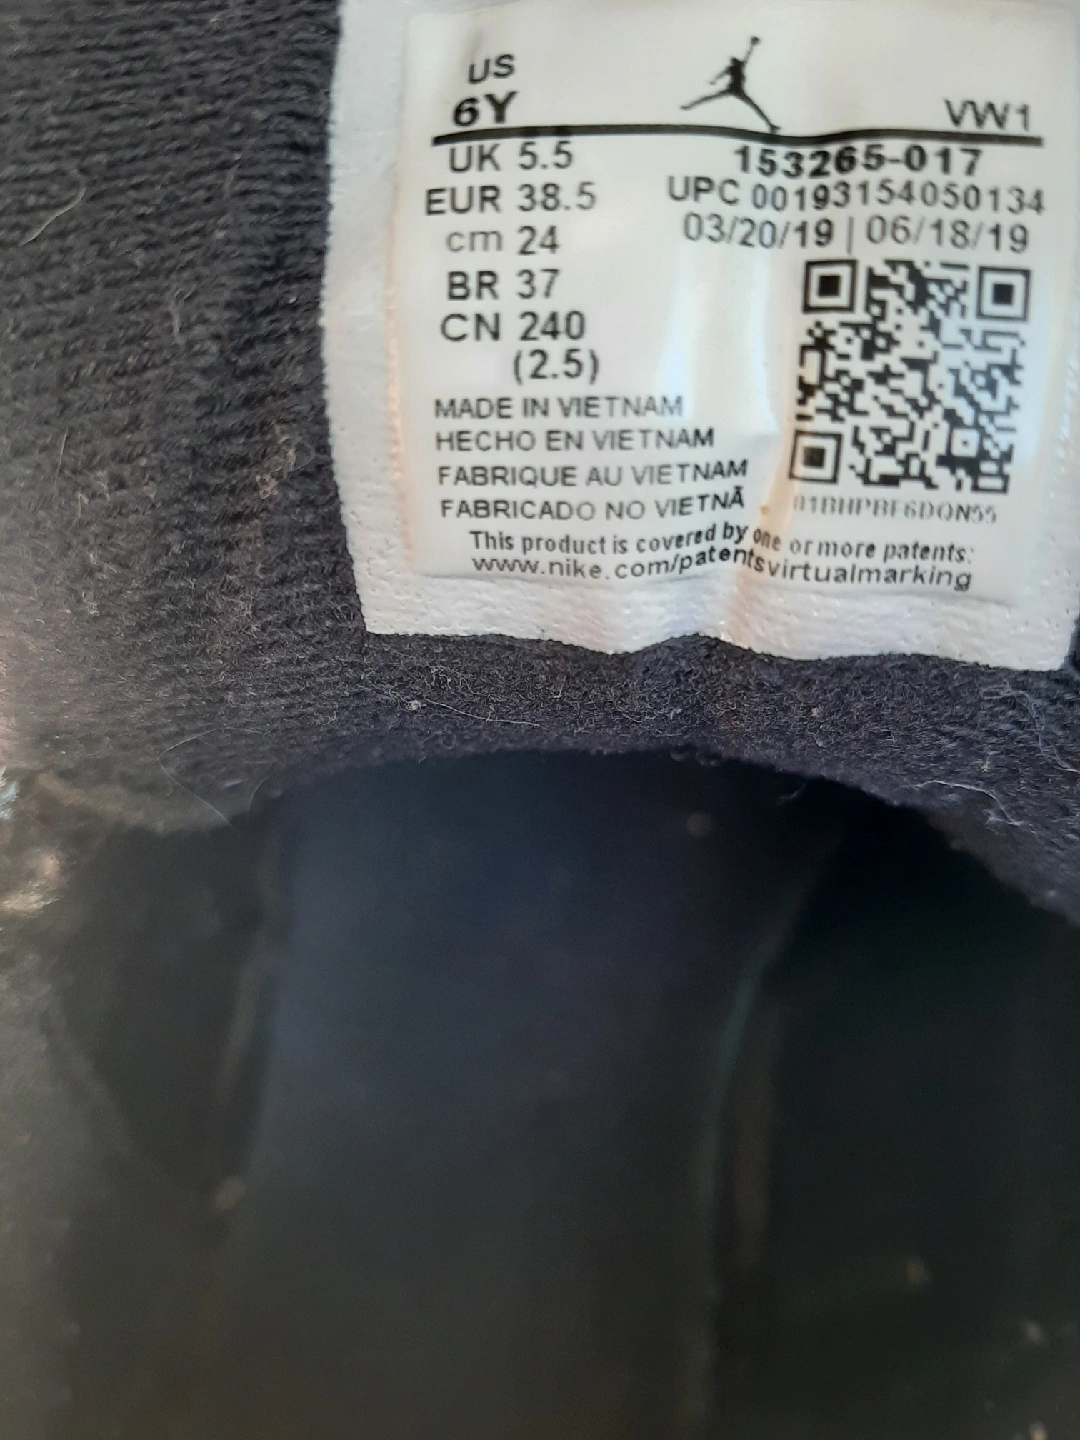 US
6Y
VW1
UK 5.5
153265-017
EUR 38.5
UPC 00193154050134
cm 24
03/20/19 | 06/18/19
BR 37
CN 240
(2.5)
MADE IN VIETNAM
HECHO EN VIETNAM
FABRIQUE AU VIETNAM
FABRICADO NO VIETNÃ
This product is covered by one or more patents:
www.nike.com/patentsvirtualmarking